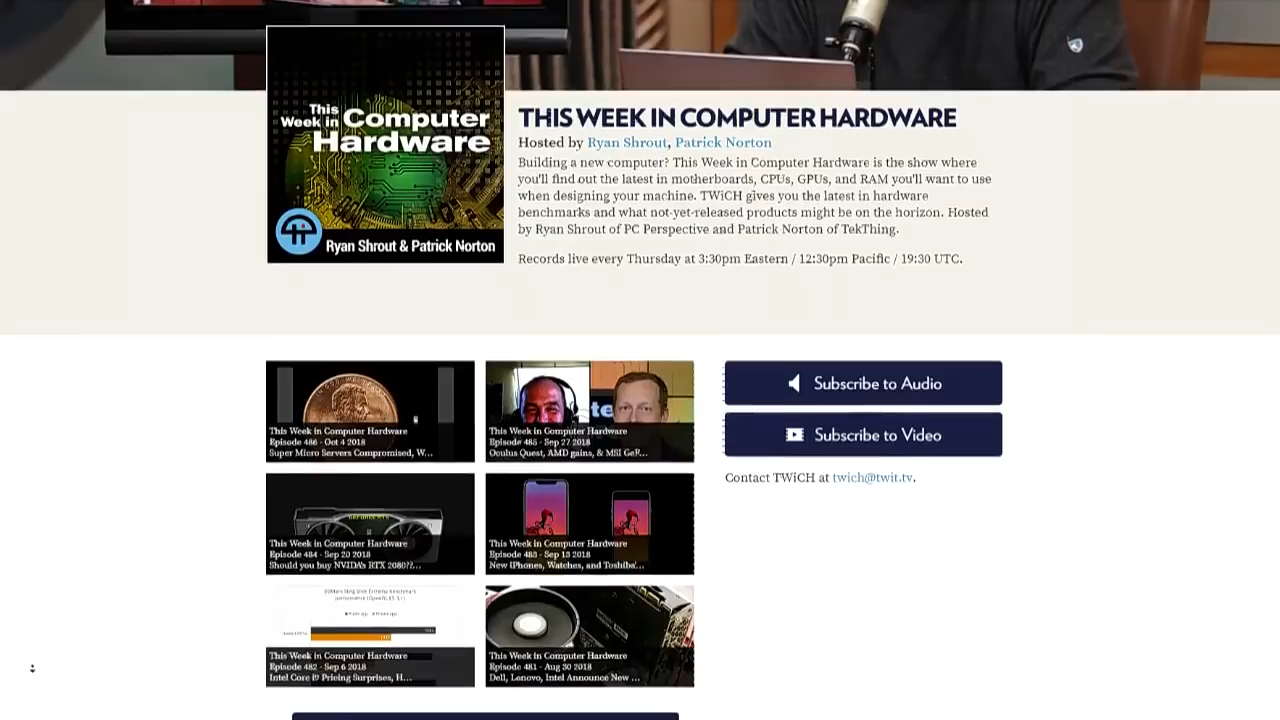 This
Week in Computer
Hardware
Ryan Shrout & Patrick Norton
THIS WEEK IN COMPUTER HARDWARE
Hosted by Ryan Shrout, Patrick Norton
Building a new computer? This Week in Computer Hardware is the show where
you'll find out the latest in motherboards, CPUs, GPUs, and RAM you'll want to use
when designing your machine. TWiCH gives you the latest in hardware
benchmarks and what not-yet-released products might be on the horizon. Hosted
by Ryan Shrout of PC Perspective and Patrick Norton of TekThing.
Records live every Thursday at 3:30pm Eastern / 12:30pm Pacific / 19:30 UTC.
This Week in Computer Hardware
Episode 486 - Oct 4 2018
Super Micro Servers Compromised, W...
te
This Week in Computer Hardware
Episode 485 - Sep 27 2018
Oculus Quest, AMD gains, & MSI GeF...
Subscribe to Audio
Subscribe to Video
Contact TWiCH at twich@twit.tv.
GEFORCE RTX
This Week in Computer Hardware
Episode 484 - Sep 20 2018
Should you buy NVIDA's RTX 2080??...
This Week in Computer Hardware
Episode 483 - Sep 13 2018
New iPhones, Watches, and Toshiba'...
3DMark Sling Shot Extreme benchmark
This Week in Computer Hardware
Episode 482 - Sep 6 2018
Intel Core i9 Pricing Surprises, H...
This Week in Computer Hardware
Episode 481 - Aug 30 2018
Dell, Lenovo, Intel Announce New ...